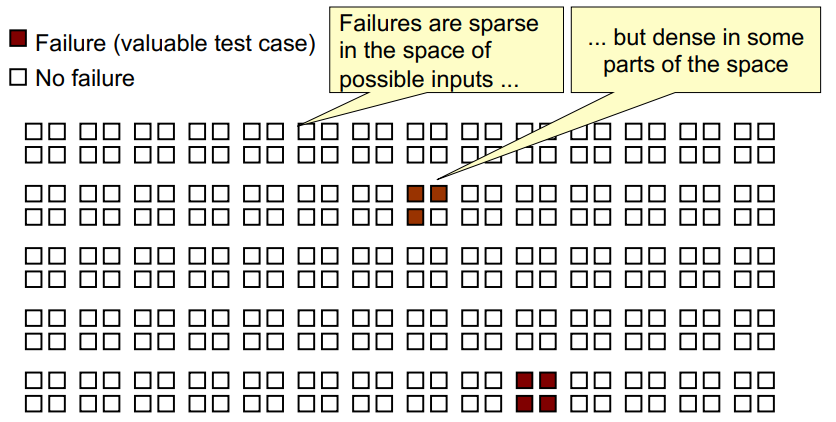 Failure (valuable test case)
No failure
Failures are sparse
in the space of
possible inputs ...
... but dense in some
parts of the space